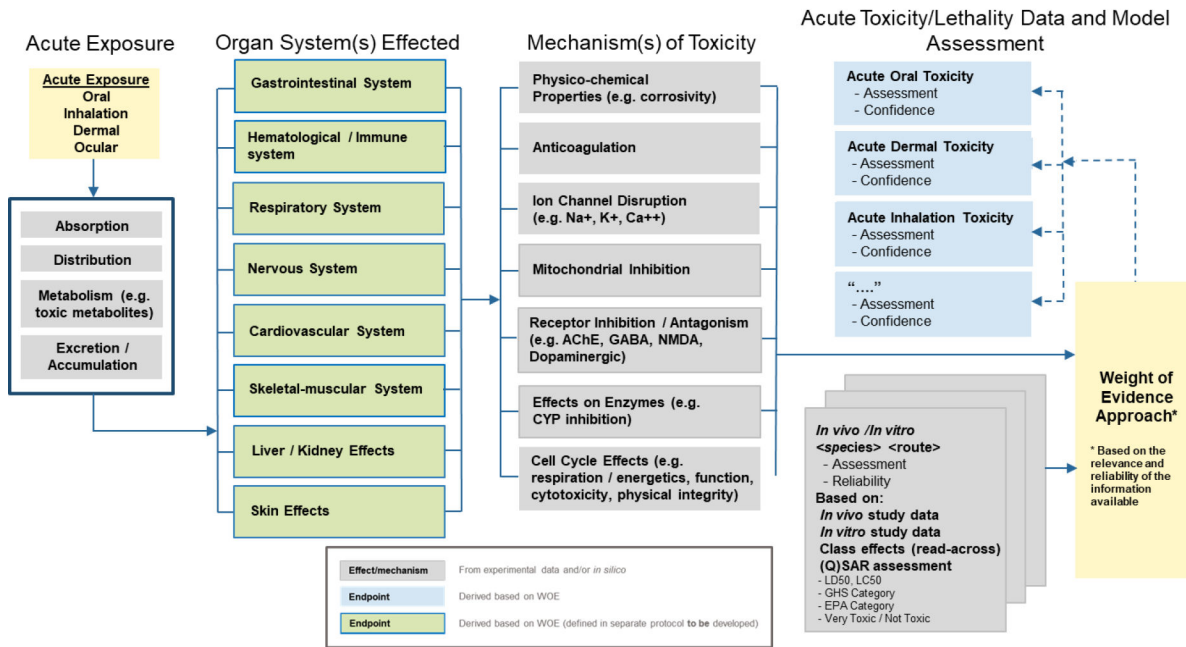 Acute Exposure
Acute Exposure
Oral
Inhalation
Dermal
Ocular
Absorption
Distribution
Metabolism (e.g.
toxic metabolites)
Excretion /
Accumulation
Organ System(s) Effected
Gastrointestinal System
Hematological / Immune
system
Respiratory System
Nervous System
Cardiovascular System
Skeletal-muscular System
Liver / Kidney Effects
Skin Effects
Mechanism(s) of Toxicity
Physico-chemical
Properties (e.g. corrosivity)
Anticoagulation
Ion Channel Disruption
(e.g. Na+, K+, Ca++)
Mitochondrial Inhibition
Receptor Inhibition / Antagonism
(e.g. AChE, GABA, NMDA,
Dopaminergic)
Effects on Enzymes (e.g.
CYP inhibition)
Cell Cycle Effects (e.g.
respiration / energetics, function,
cytotoxicity, physical integrity)
Acute Toxicity/Lethality Data and Model
Assessment
Acute Oral Toxicity
- Assessment
- Confidence
Acute Dermal Toxicity
- Assessment
- Confidence
Acute Inhalation Toxicity
- Assessment
- Confidence
“....”
- Assessment
- Confidence
In vivo /In vitro
<species> <route>
- Assessment
- Reliability
Based on:
In vivo study data
In vitro study data
Class effects (read-across)
(Q)SAR assessment
- LD50, LC50
- GHS Category
- EPA Category
- Very Toxic / Not Toxic
Weight of
Evidence
Approach*
* Based on the
relevance and
reliability of the
information
available
Effect/mechanism From experimental data and/or in silico
Endpoint Derived based on WOE
Endpoint Derived based on WOE (defined in separate protocol to be developed)